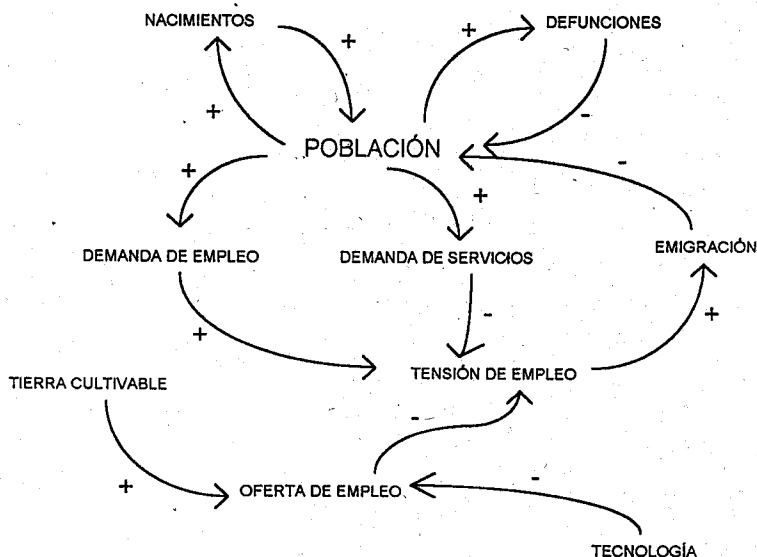 NACIMIENTOS
DEFUNCIONES
+
+
+
-
POBLACIÓN
-
+
+
DEMANDA DE EMPLEO
DEMANDA DE SERVICIOS
EMIGRACIÓN
+
-
+
TENSIÓN DE EMPLEO
TIERRA CULTIVABLE
-
+
OFERTA DE EMPLEO
-
TECNOLOGÍA